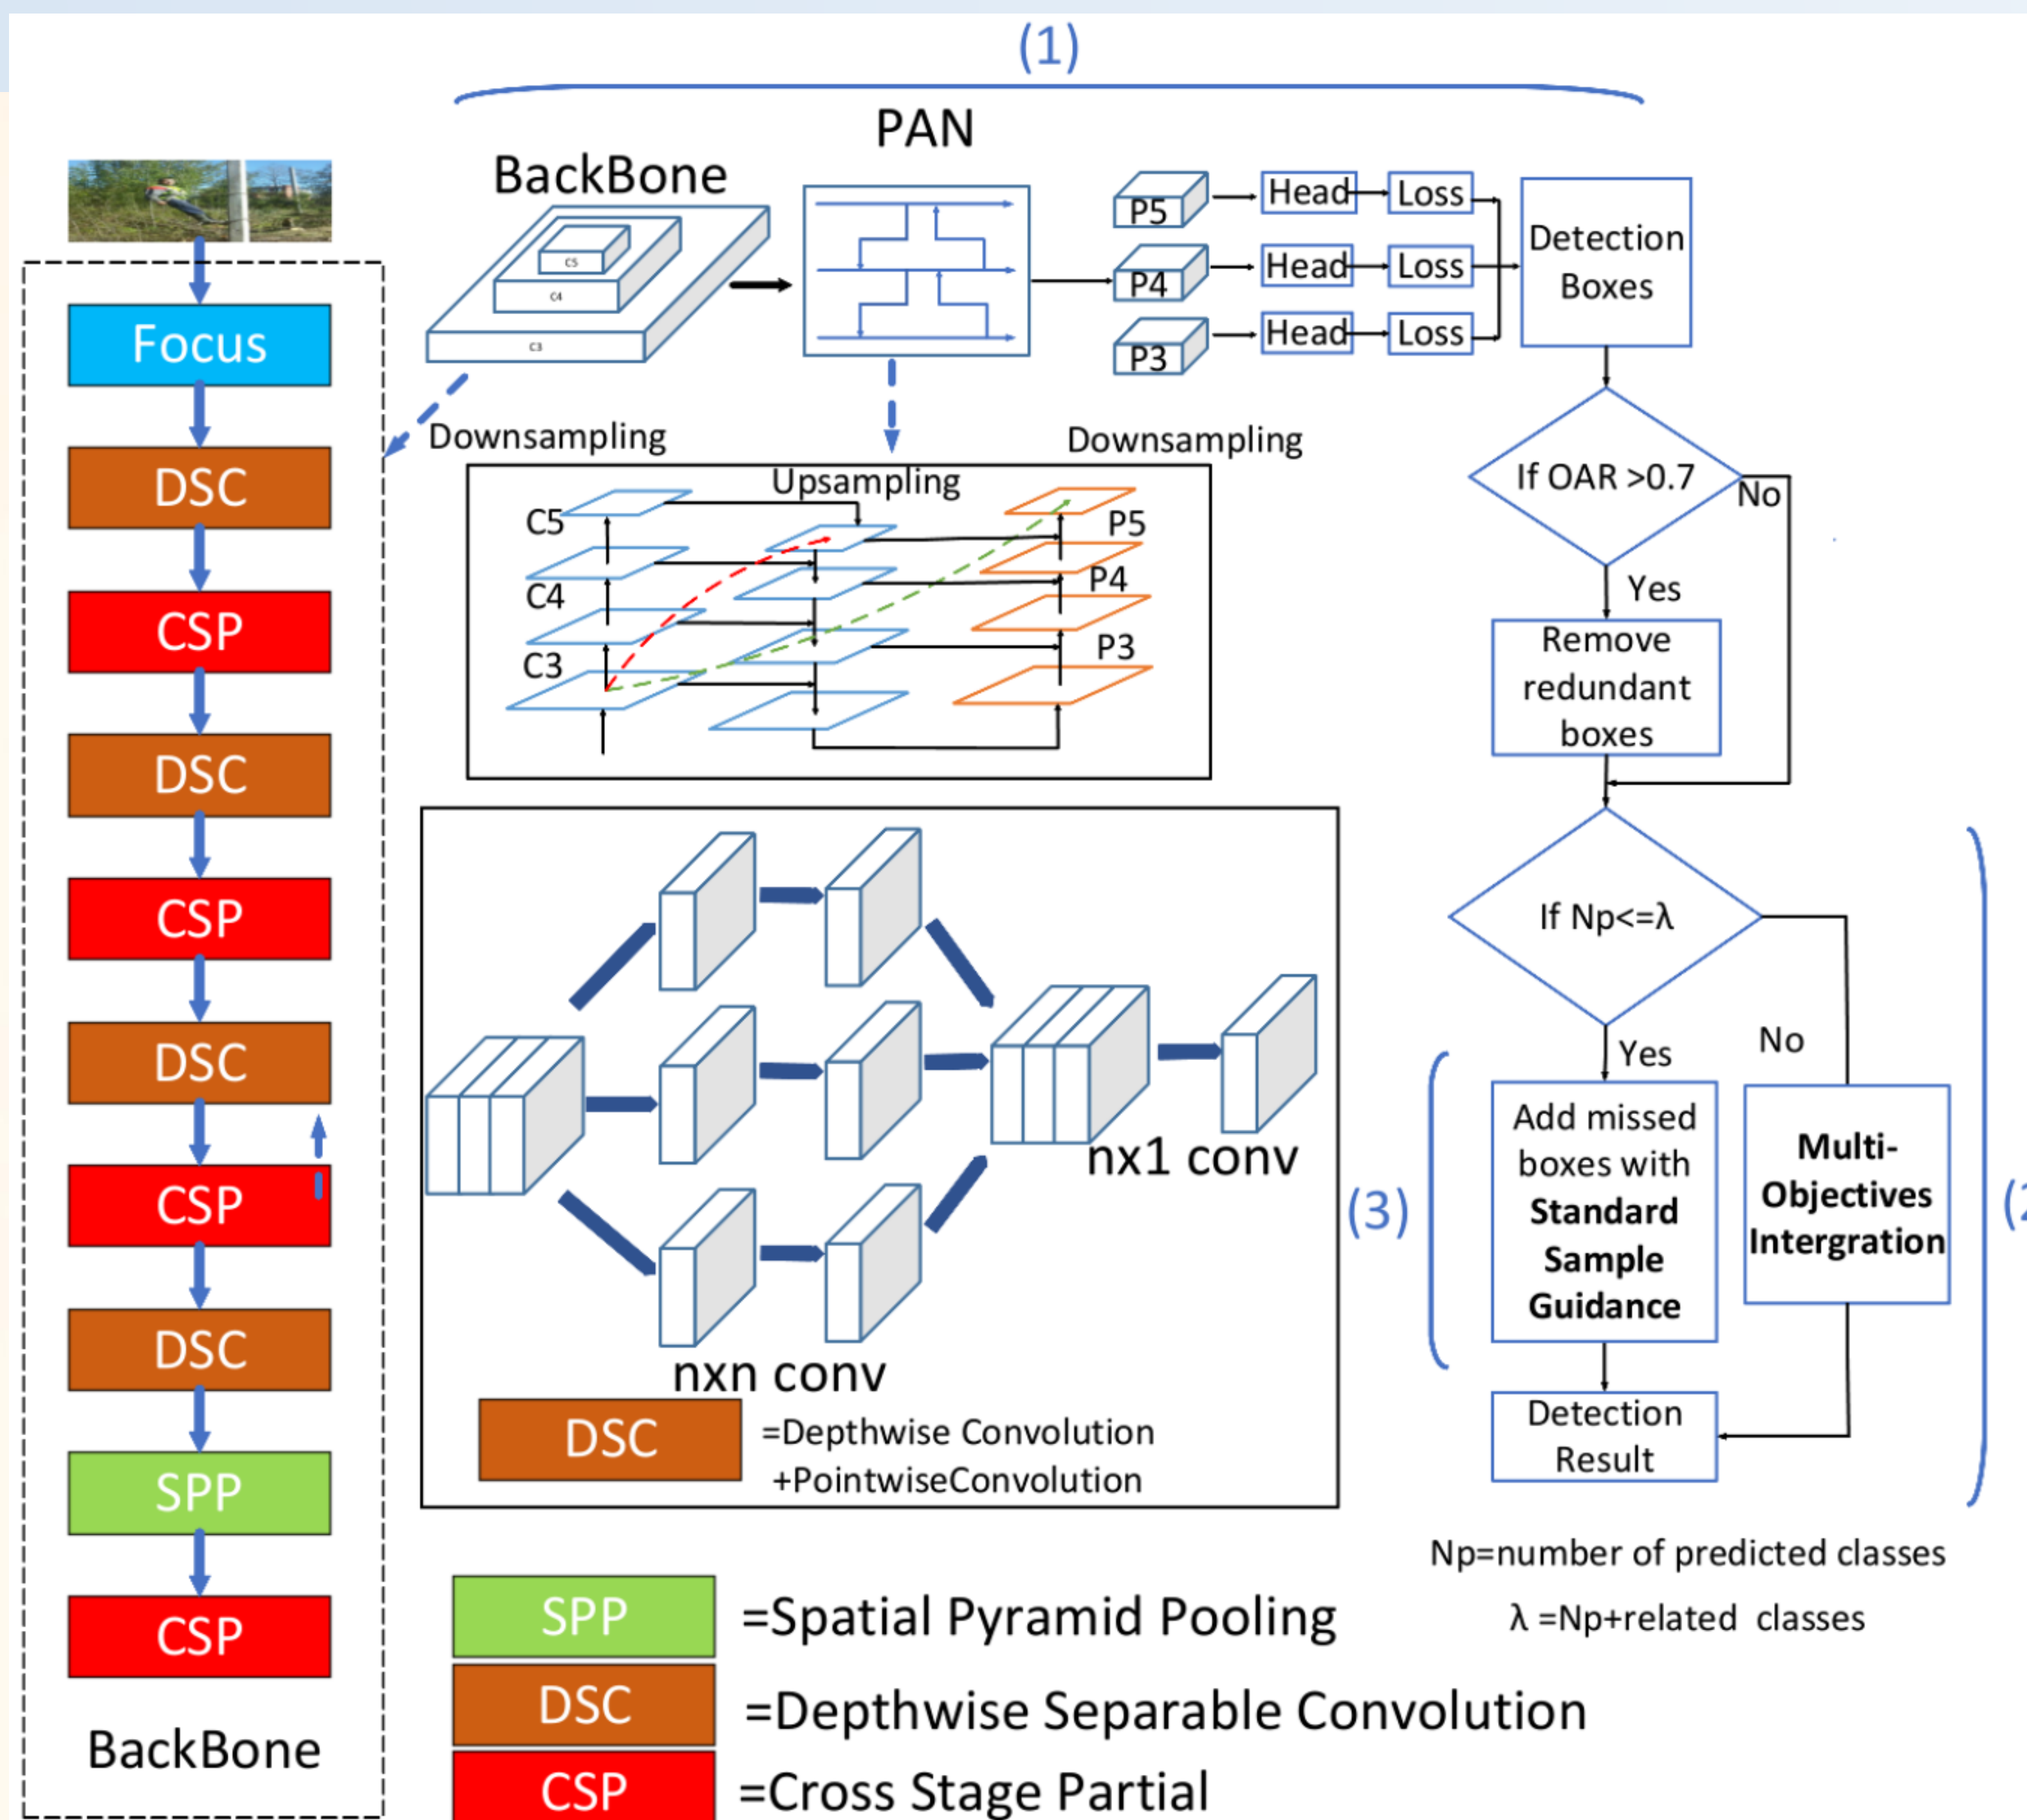 (1)
PAN
BackBone
C5
C4
C3
P5
Head
Loss
P4
Head
Loss
P3
Head
Loss
Detection
Boxes
Focus
DSC
CSP
DSC
CSP
DSC
CSP
DSC
SPP
CSP
BackBone
Downsampling
Downsampling
Upsampling
C5
C4
C3
P5
P4
P3
If OAR >0.7
No
Yes
Remove
redundant
boxes
If Np<=λ
No
Yes
(3)
Add missed
boxes with
Standard
Sample
Guidance
Multi-
Objectives
Intergration
Detection
Result
nx1 conv
nxn conv
DSC
=Depthwise Convolution
+PointwiseConvolution
Np=number of predicted classes
λ =Np+related classes
SPP
=Spatial Pyramid Pooling
DSC
=Depthwise Separable Convolution
CSP
=Cross Stage Partial